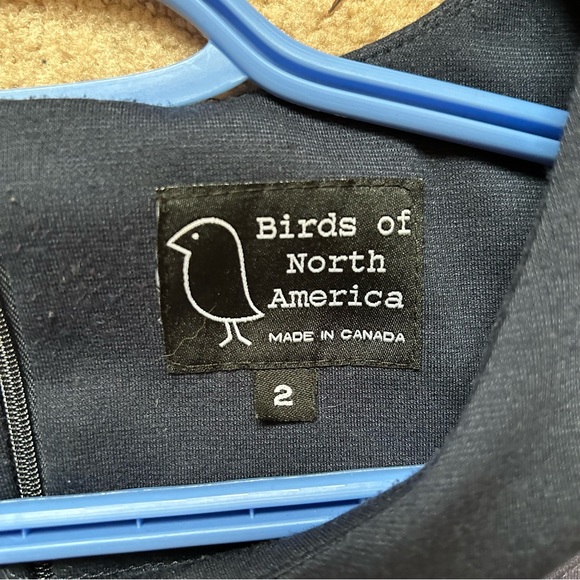 Birds of
North
America
MADE IN CANADA
2